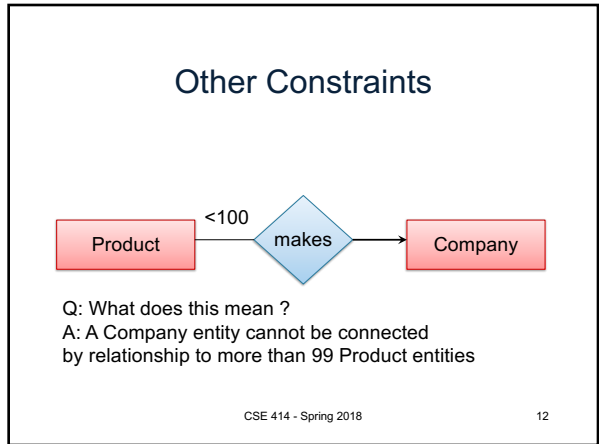 Other Constraints
<100
Product
makes
Company
Q: What does this mean ?
A: A Company entity cannot be connected
by relationship to more than 99 Product entities
CSE 414 - Spring 2018
12